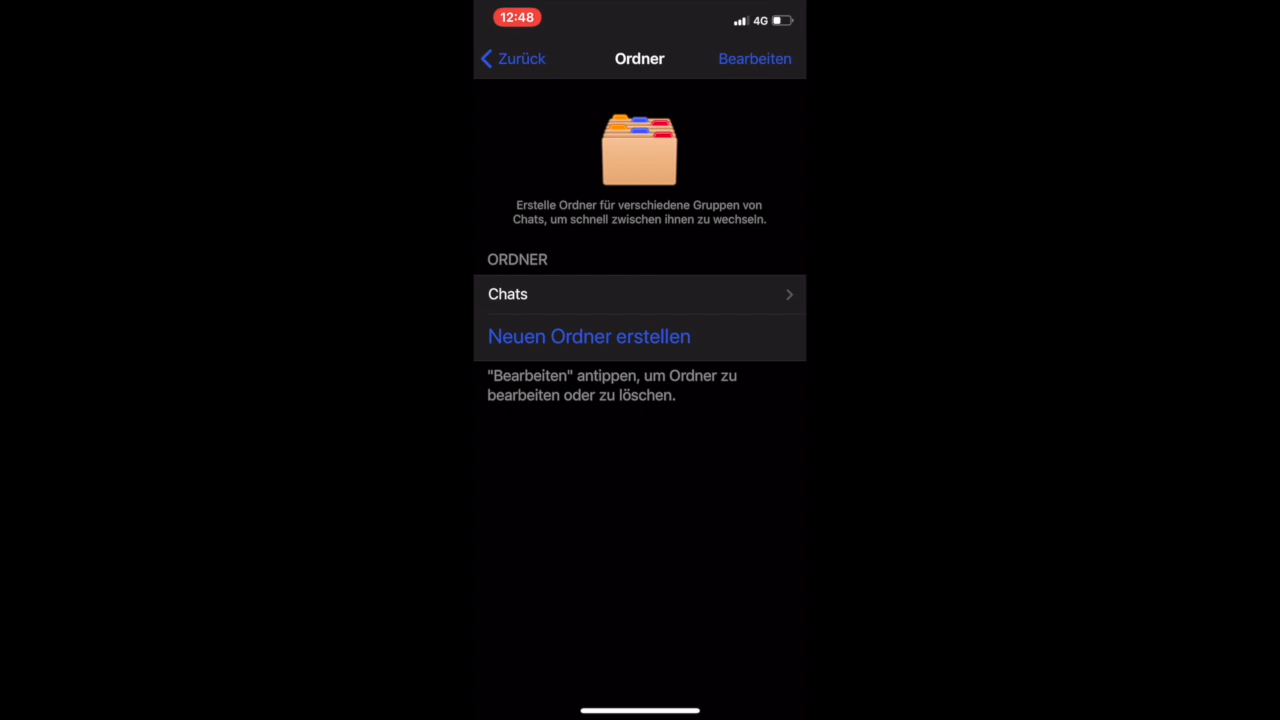 12:48
4G
Zurück
Ordner
Bearbeiten
Erstelle Ordner für verschiedene Gruppen von
Chats, um schnell zwischen ihnen zu wechseln.
ORDNER
Chats
Neuen Ordner erstellen
"Bearbeiten" antippen, um Ordner zu
bearbeiten oder zu löschen.